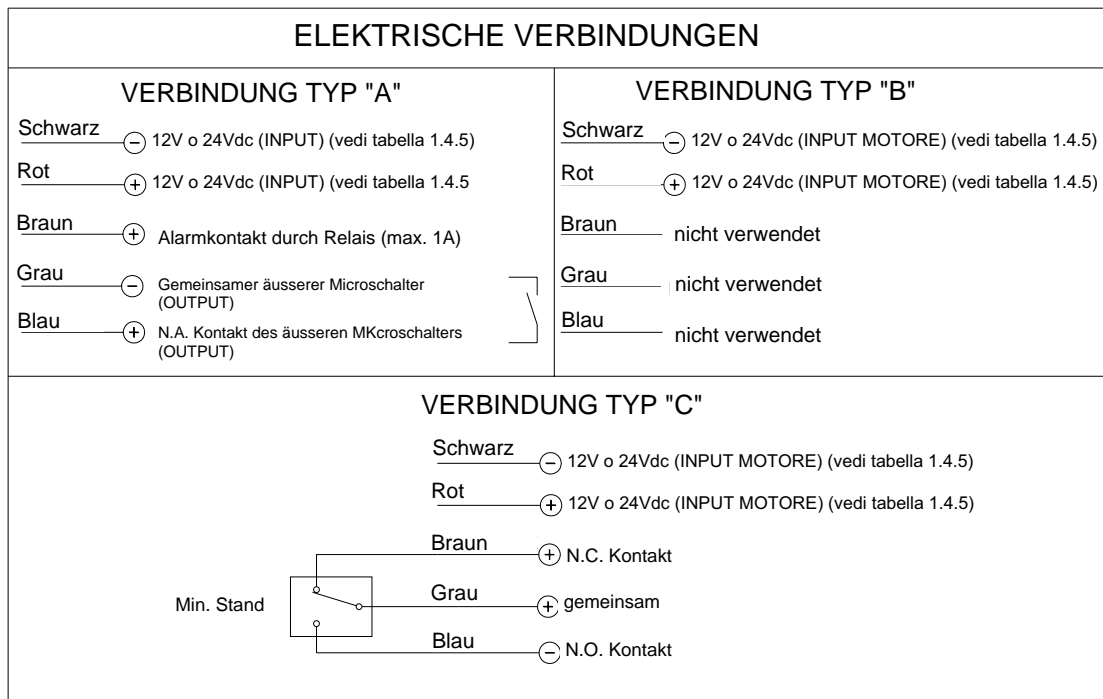 ELEKTRISCHE VERBINDUNGEN
VERBINDUNG TYP "A"
Schwarz
- 12V o 24Vdc (INPUT) (vedi tabella 1.4.5)
Rot
+ 12V o 24Vdc (INPUT) (vedi tabella 1.4.5
Braun
+ Alarmkontakt durch Relais (max. 1A)
Grau
- Gemeinsamer äusserer Microschalter
(OUTPUT)
Blau
+ N.A. Kontakt des äusseren MKcroschalters
(OUTPUT)
VERBINDUNG TYP "B"
Schwarz
- 12V o 24Vdc (INPUT MOTORE) (vedi tabella 1.4.5)
Rot
+ 12V o 24Vdc (INPUT MOTORE) (vedi tabella 1.4.5)
Braun
nicht verwendet
Grau
nicht verwendet
Blau
nicht verwendet
VERBINDUNG TYP "C"
Schwarz
- 12V o 24Vdc (INPUT MOTORE) (vedi tabella 1.4.5)
Rot
+ 12V o 24Vdc (INPUT MOTORE) (vedi tabella 1.4.5)
Braun
+ N.C. Kontakt
Min. Stand
Grau
+ gemeinsam
Blau
- N.O. Kontakt